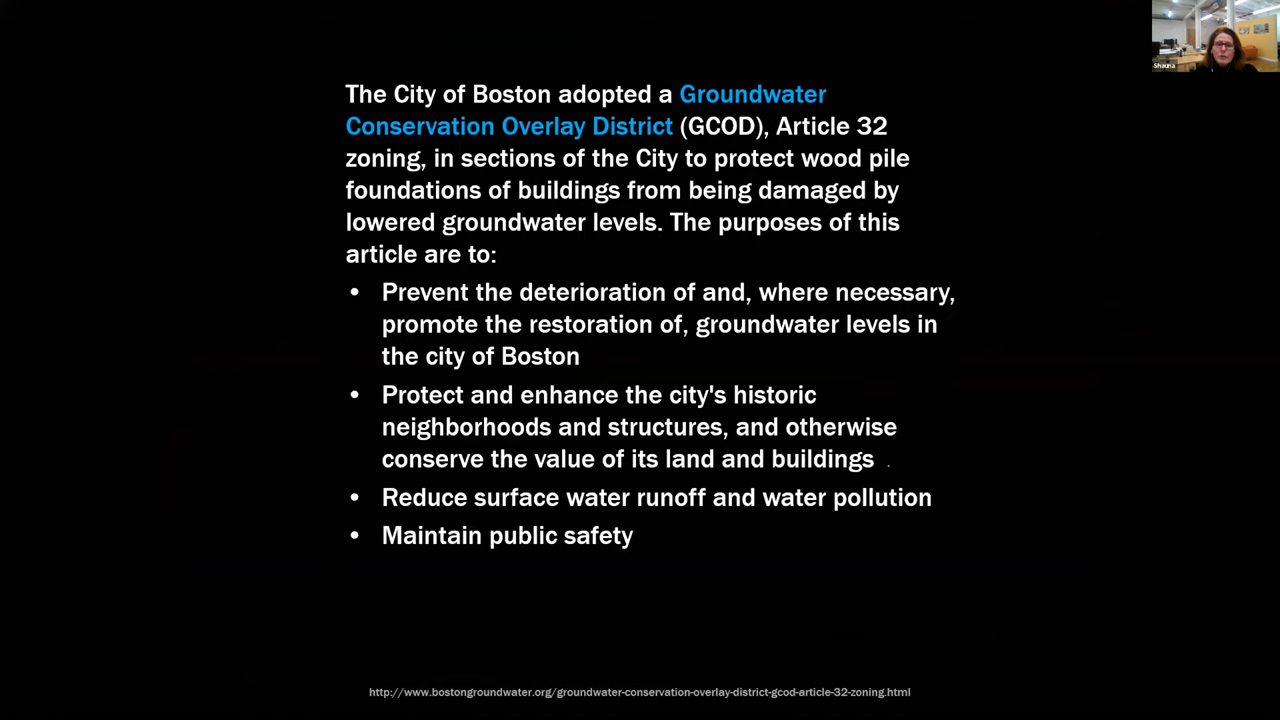 The City of Boston adopted a Groundwater
Conservation Overlay District (GCOD), Article 32
zoning, in sections of the City to protect wood pile
foundations of buildings from being damaged by
lowered groundwater levels. The purposes of this
article are to:
• Prevent the deterioration of and, where necessary,
promote the restoration of, groundwater levels in
the city of Boston
• Protect and enhance the city's historic
neighborhoods and structures, and otherwise
conserve the value of its land and buildings .
• Reduce surface water runoff and water pollution
• Maintain public safety
http://www.bostongroundwater.org/groundwater-conservation-overlay-district-gcod-article-32-zoning.html
Shauna